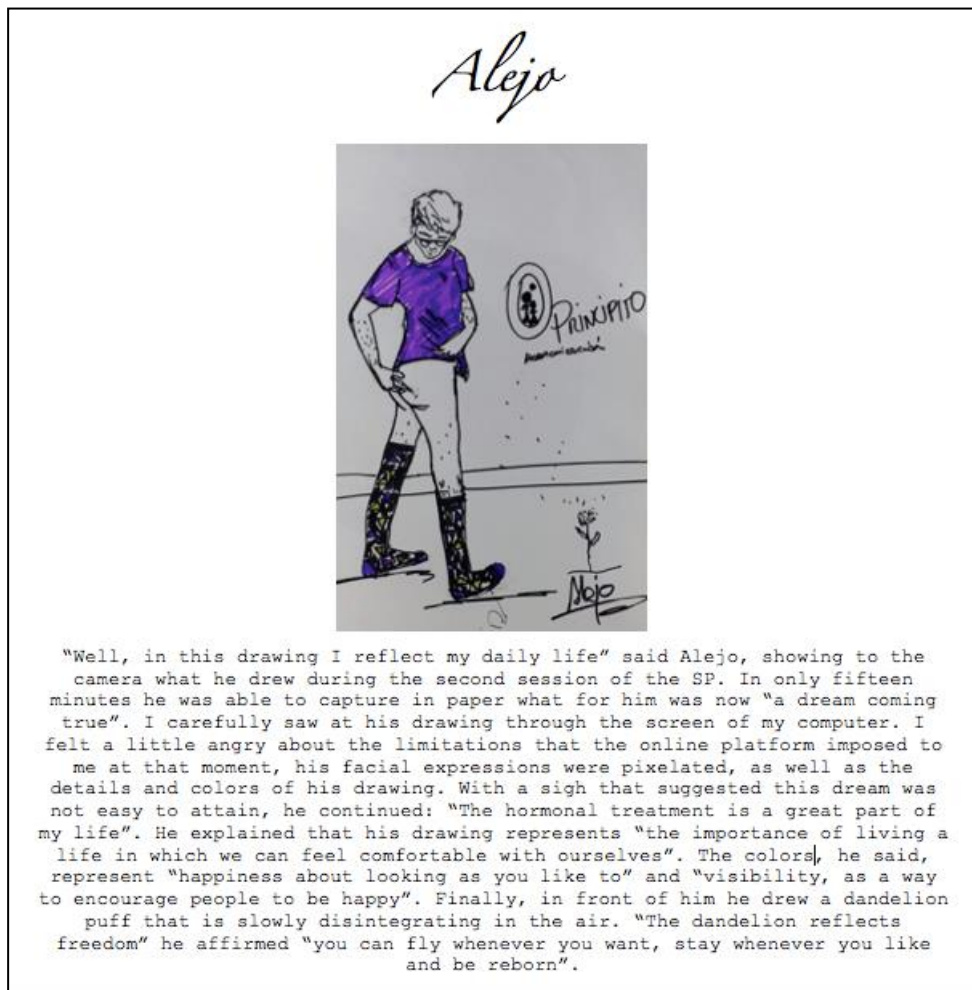 Alejo
PRINCIPITO
Alejo
“Well, in this drawing I reflect my daily life” said Alejo, showing to the
camera what he drew during the second session of the SP. In only fifteen
minutes he was able to capture in paper what for him was now “a dream coming
true”. I carefully saw at his drawing through the screen of my computer. I
felt a little angry about the limitations that the online platform imposed to
me at that moment, his facial expressions were pixelated, as well as the
details and colors of his drawing. With a sigh that suggested this dream was
not easy to attain, he continued: “The hormonal treatment is a great part of
my life”. He explained that his drawing represents “the importance of living a
life in which we can feel comfortable with ourselves”. The colors, he said,
represent “happiness about looking as you like to” and “visibility, as a way
to encourage people to be happy”. Finally, in front of him he drew a dandelion
puff that is slowly disintegrating in the air. “The dandelion reflects
freedom” he affirmed “you can fly whenever you want, stay whenever you like
and be reborn”.